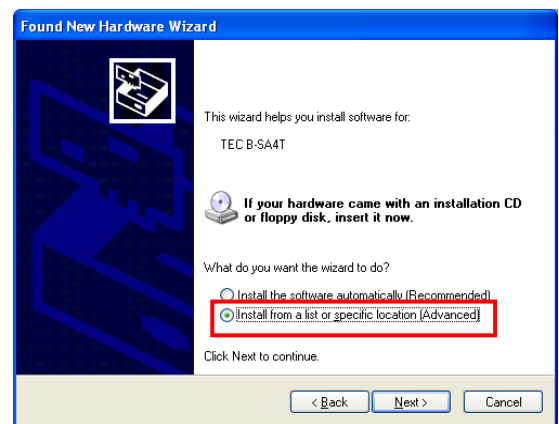 Found New Hardware Wizard
This wizard helps you install software for:
TEC B-SA4T
If your hardware came with an installation CD
or floppy disk, insert it now.
What do you want the wizard to do?
Install the software automatically (Recommended)
Install from a list or specific location (Advanced)
Click Next to continue.
< Back
Next >
Cancel